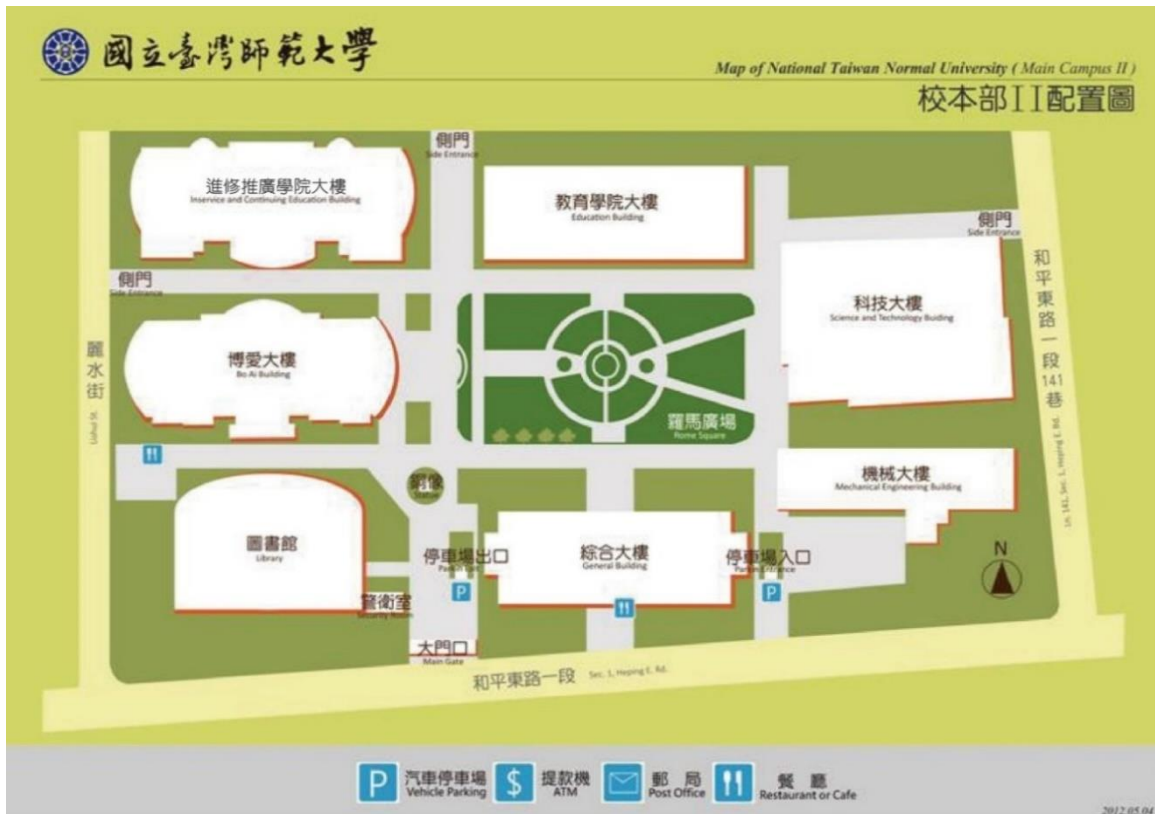 國立臺灣師範大學
Map of National Taiwan Normal University ( Main Campus II )
校本部II配置圖
側門
Side Entrance
進修推廣學院大樓
Inservice and Continuing Education Building
教育學院大樓
Education Building
側門
Side Entrance
側門
Side Entrance
科技大樓
Science and Technology Buiding
和平東路一段141巷
Ln. 141, Sec. 1, Heping E. Rd.
麗水街
Lishui St.
博愛大樓
Bo Ai Building
羅馬廣場
Rome Square
機械大樓
Mechanical Engineering Building
銅像
Statue
圖書館
Library
停車場出口
綜合大樓
General Building
停車場入口
N
P
P
警衛室
Security Room
大門口
Main Gate
和平東路一段 Sec. 1, Heping E. Rd.
P 汽車停車場
Vehicle Parking
$ 提款機
ATM
郵局
Post Office
餐廳
Restaurant or Cafe
2012.05.04